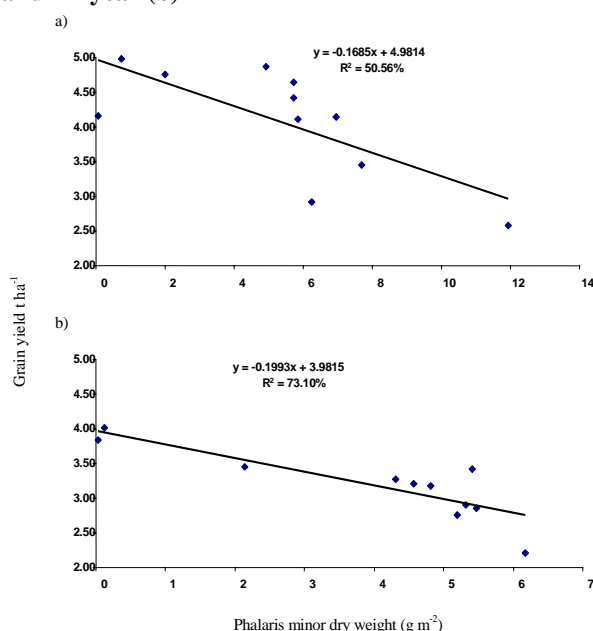 a)
y = -0.1685x + 4.9814
R² = 50.56%
5.00
4.50
4.00
3.50
3.00
2.50
2.00
0 2 4 6 8 10 12 14
Grain yield t ha⁻¹
b)
y = -0.1993x + 3.9815
R² = 73.10%
5.00
4.50
4.00
3.50
3.00
2.50
2.00
0 1 2 3 4 5 6 7
Phalaris minor dry weight (g m⁻²)